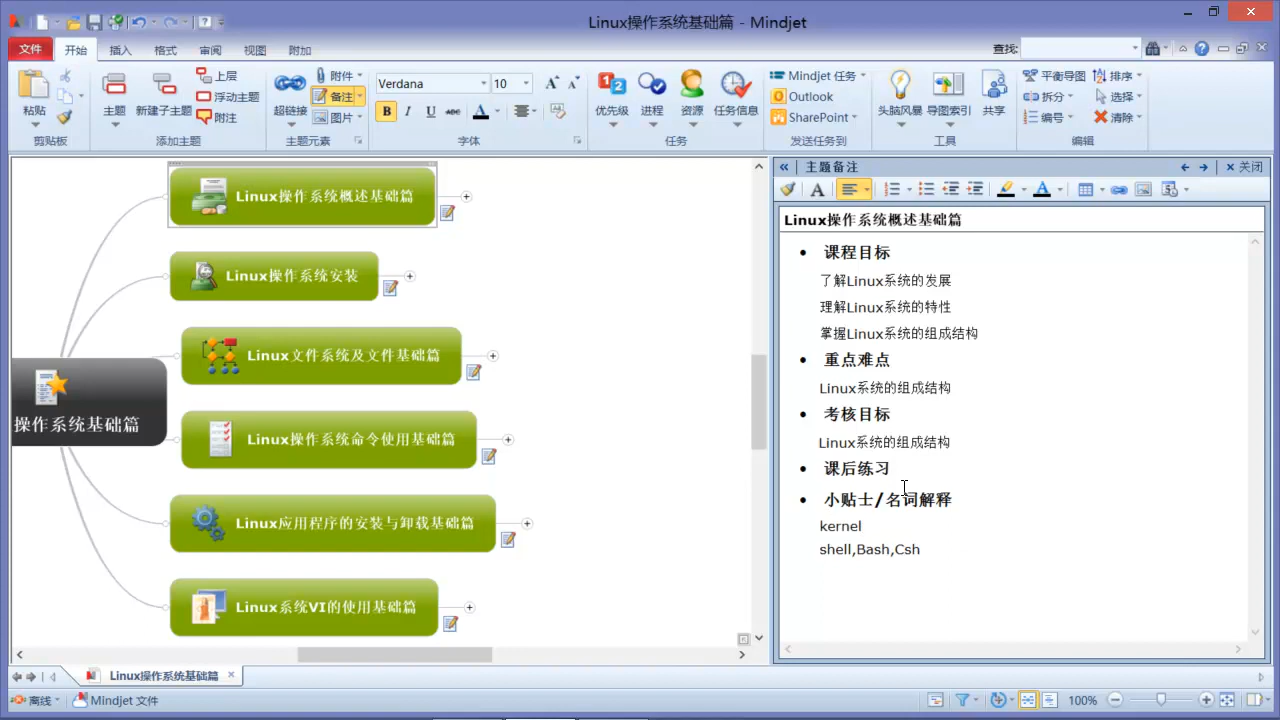 Linux操作系统基础篇 - Mindjet
文件 开始 插入 格式 审阅 视图 附加 查找:
粘贴
剪贴板
主题 新建子主题
上层
浮动主题
附注
添加主题
超链接
附件
备注
图片
主题元素
Verdana 10
B I U abc A
字体
优先级 进程 资源 任务信息
任务
Mindjet 任务
Outlook
SharePoint
发送任务到
头脑风暴 导图索引 共享
工具
平衡导图 排序
拆分 选择
编号 清除
编辑
Linux操作系统概述基础篇
Linux操作系统安装
Linux文件系统及文件基础篇
操作系统基础篇
Linux操作系统命令使用基础篇
Linux应用程序的安装与卸载基础篇
Linux系统VI的使用基础篇
主题备注 关闭
Linux操作系统概述基础篇
• 课程目标
了解Linux系统的发展
理解Linux系统的特性
掌握Linux系统的组成结构
• 重点难点
Linux系统的组成结构
• 考核目标
Linux系统的组成结构
• 课后练习
• 小贴士/名词解释
kernel
shell,Bash,Csh
Linux操作系统基础篇
离线 Mindjet 文件 100%